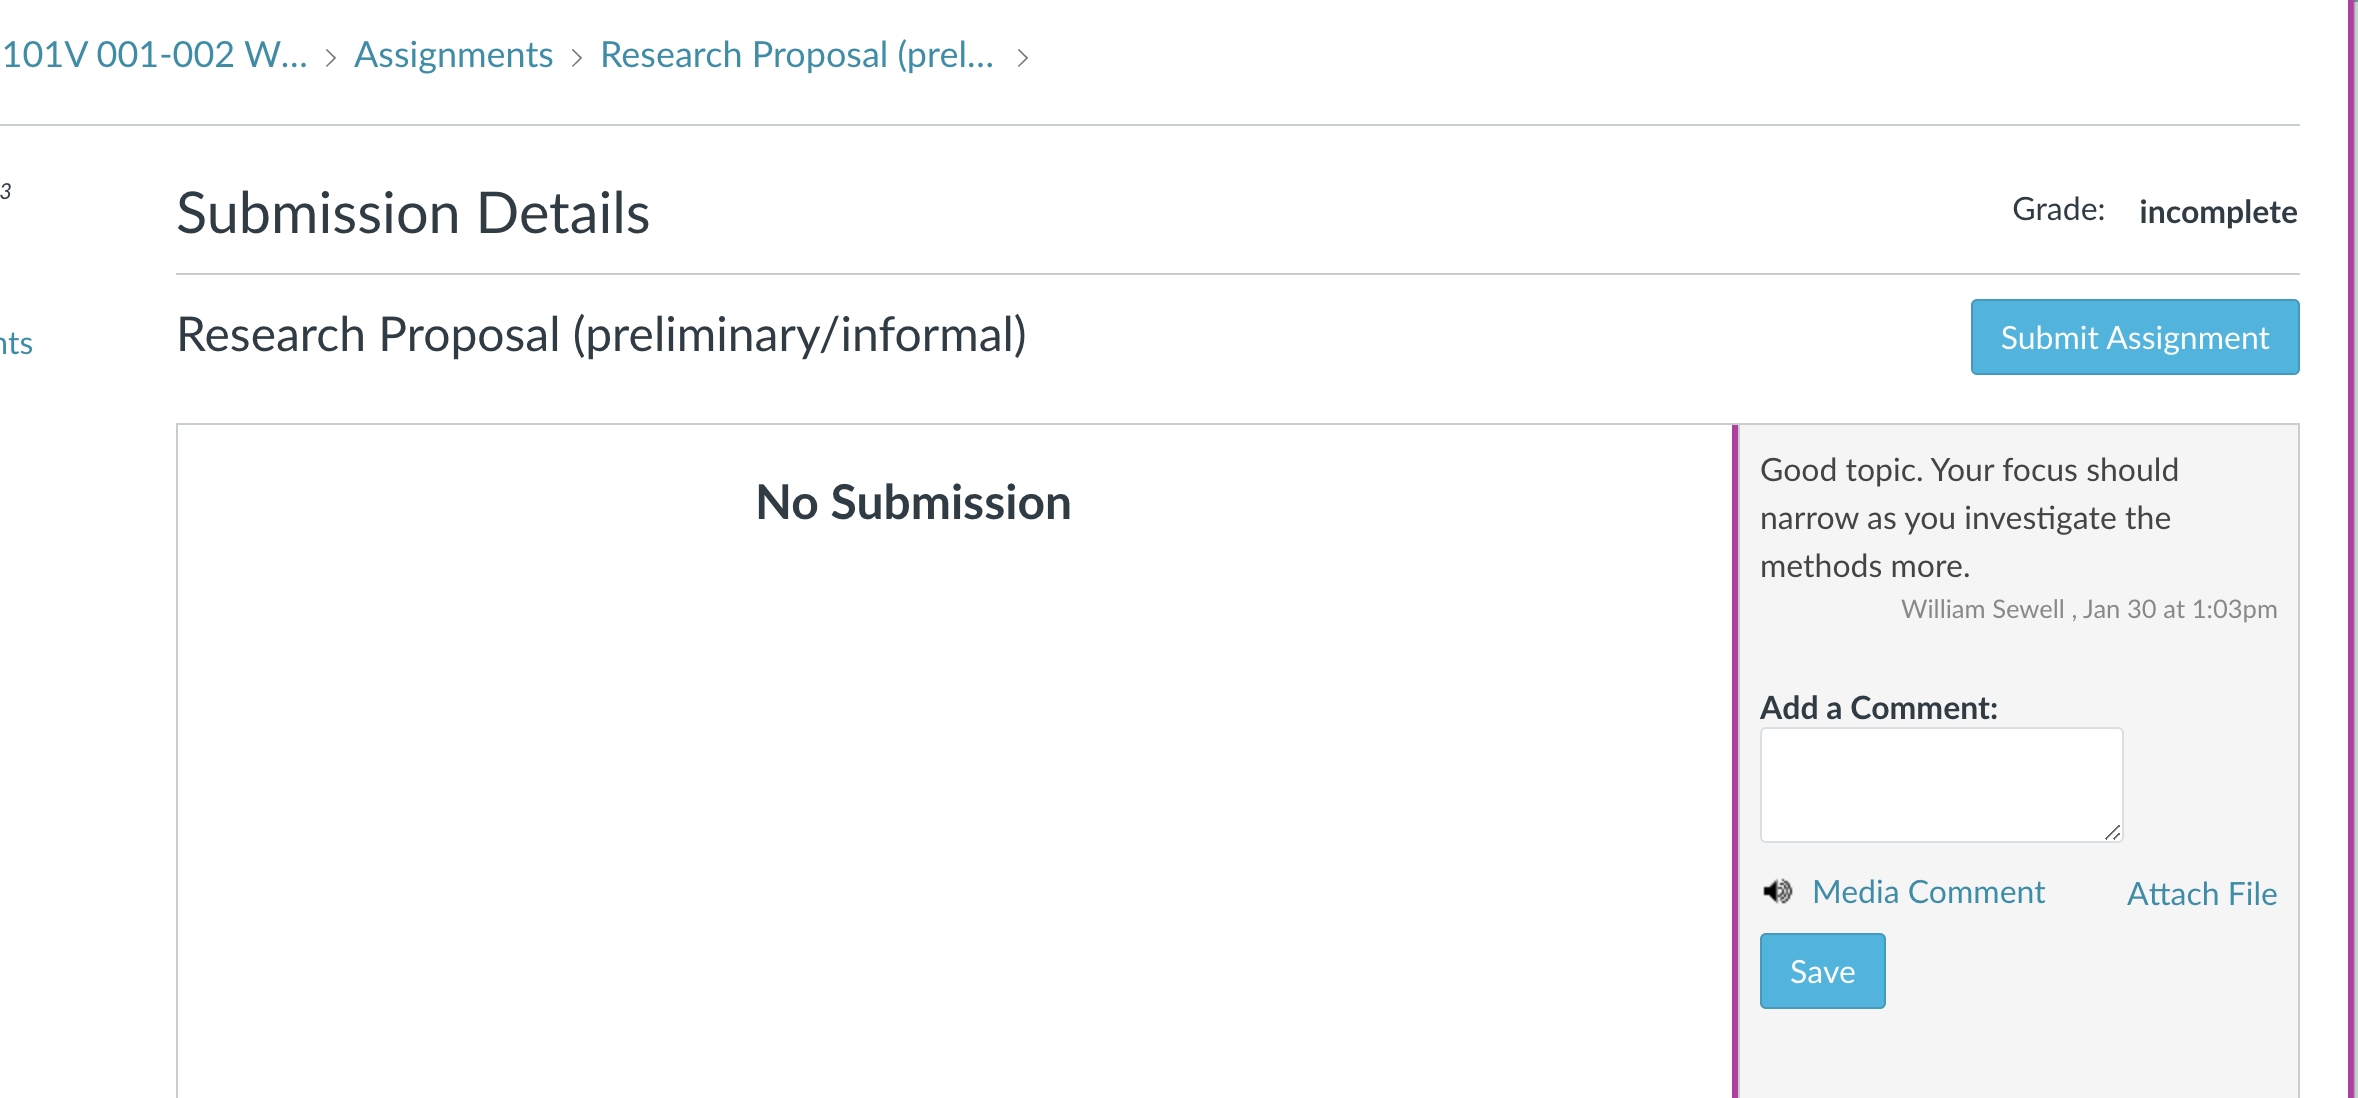 101V 001-002 W... > Assignments > Research Proposal (prel... >
3
Submission Details
Grade: incomplete
nts
Research Proposal (preliminary/informal)
Submit Assignment
No Submission
Good topic. Your focus should
narrow as you investigate the
methods more.
William Sewell , Jan 30 at 1:03pm
Add a Comment:
Media Comment
Attach File
Save